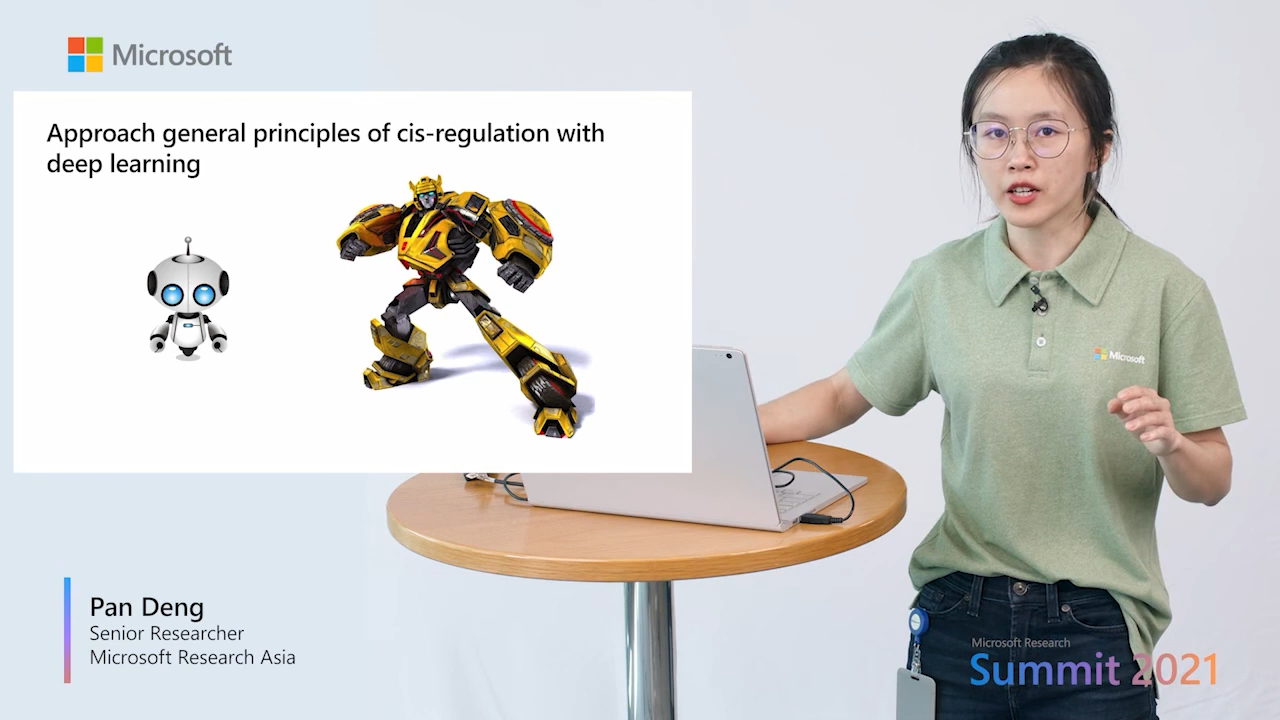 Microsoft
Approach general principles of cis-regulation with
deep learning
Microsoft
Pan Deng
Senior Researcher
Microsoft Research Asia
Microsoft Research
Summit 2021